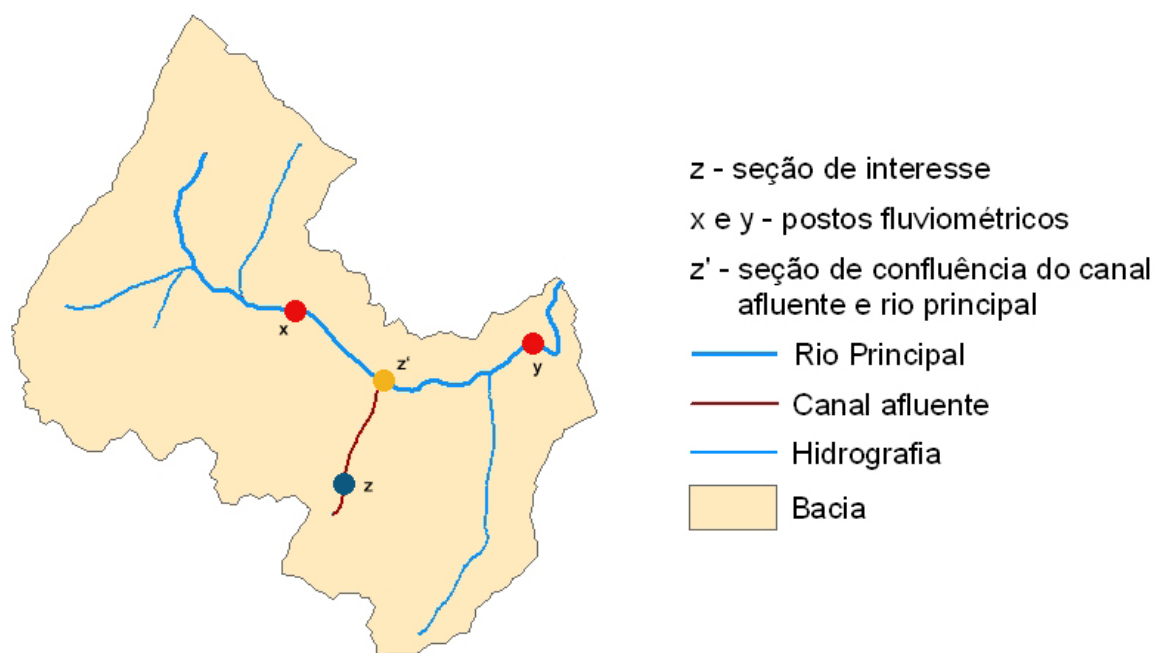 z - seção de interesse
x e y - postos fluviométricos
z' - seção de confluência do canal
afluente e rio principal
Rio Principal
Canal afluente
Hidrografia
Bacia
x
z'
y
z